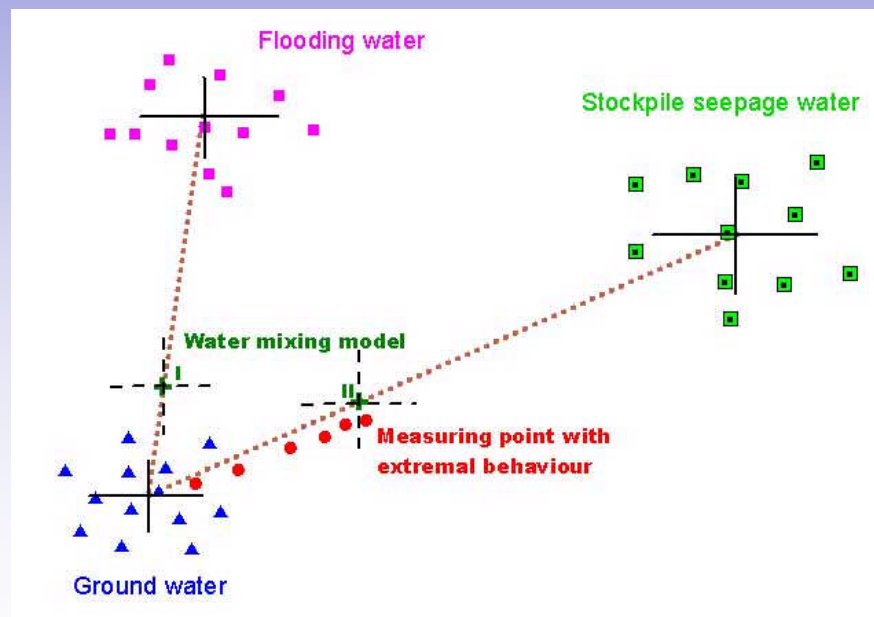 Flooding water
Stockpile seepage water
Water mixing model
I
II
Measuring point with
extremal behaviour
Ground water